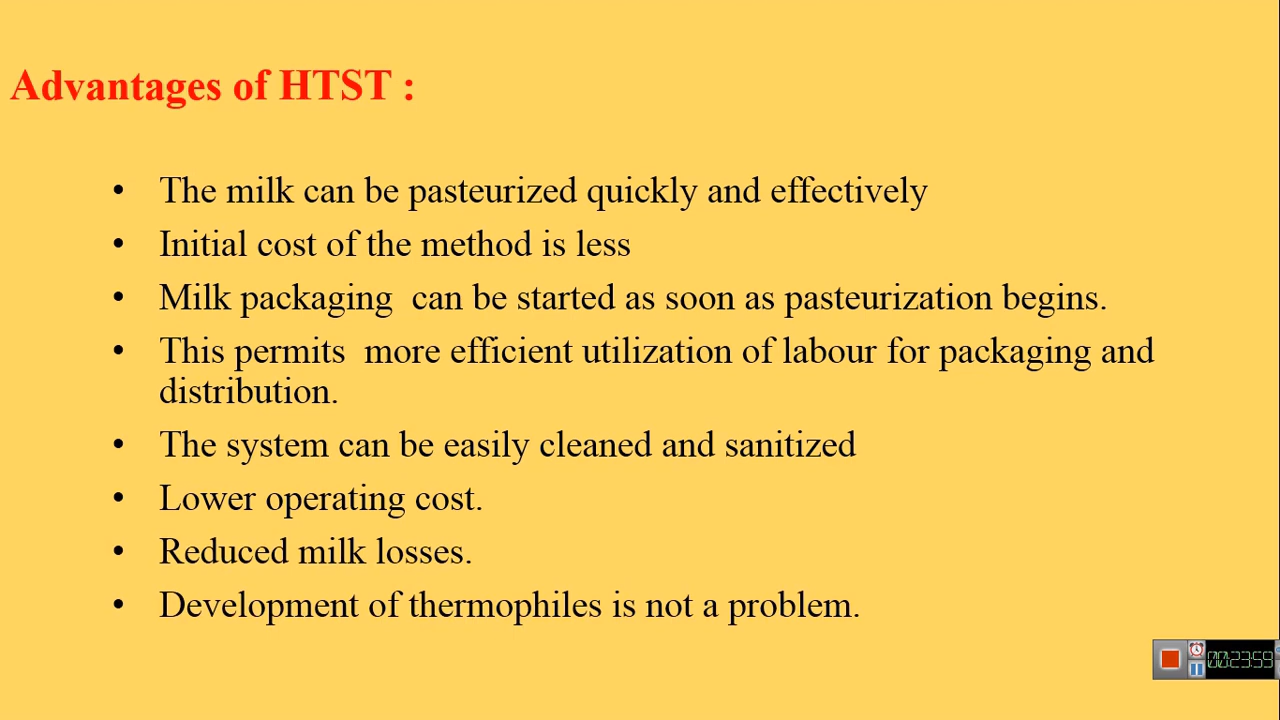 Advantages of HTST :
• The milk can be pasteurized quickly and effectively
• Initial cost of the method is less
• Milk packaging  can be started as soon as pasteurization begins.
• This permits  more efficient utilization of labour for packaging and
distribution.
• The system can be easily cleaned and sanitized
• Lower operating cost.
• Reduced milk losses.
• Development of thermophiles is not a problem.
00:23:59